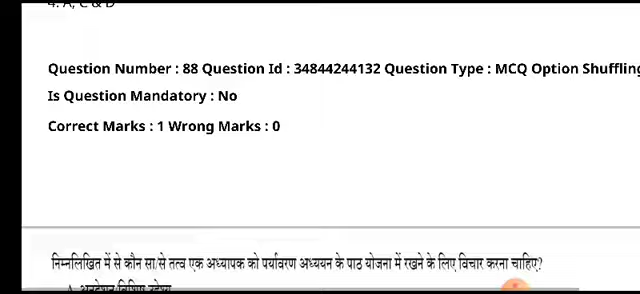 4. A, C & D
Question Number : 88 Question Id : 34844244132 Question Type : MCQ Option Shuffling
Is Question Mandatory : No
Correct Marks : 1 Wrong Marks : 0
निम्नलिखित में से कौन सा/से तत्व एक अध्यापक को पर्यावरण अध्ययन के पाठ योजना में रखने के लिए विचार करना चाहिए?